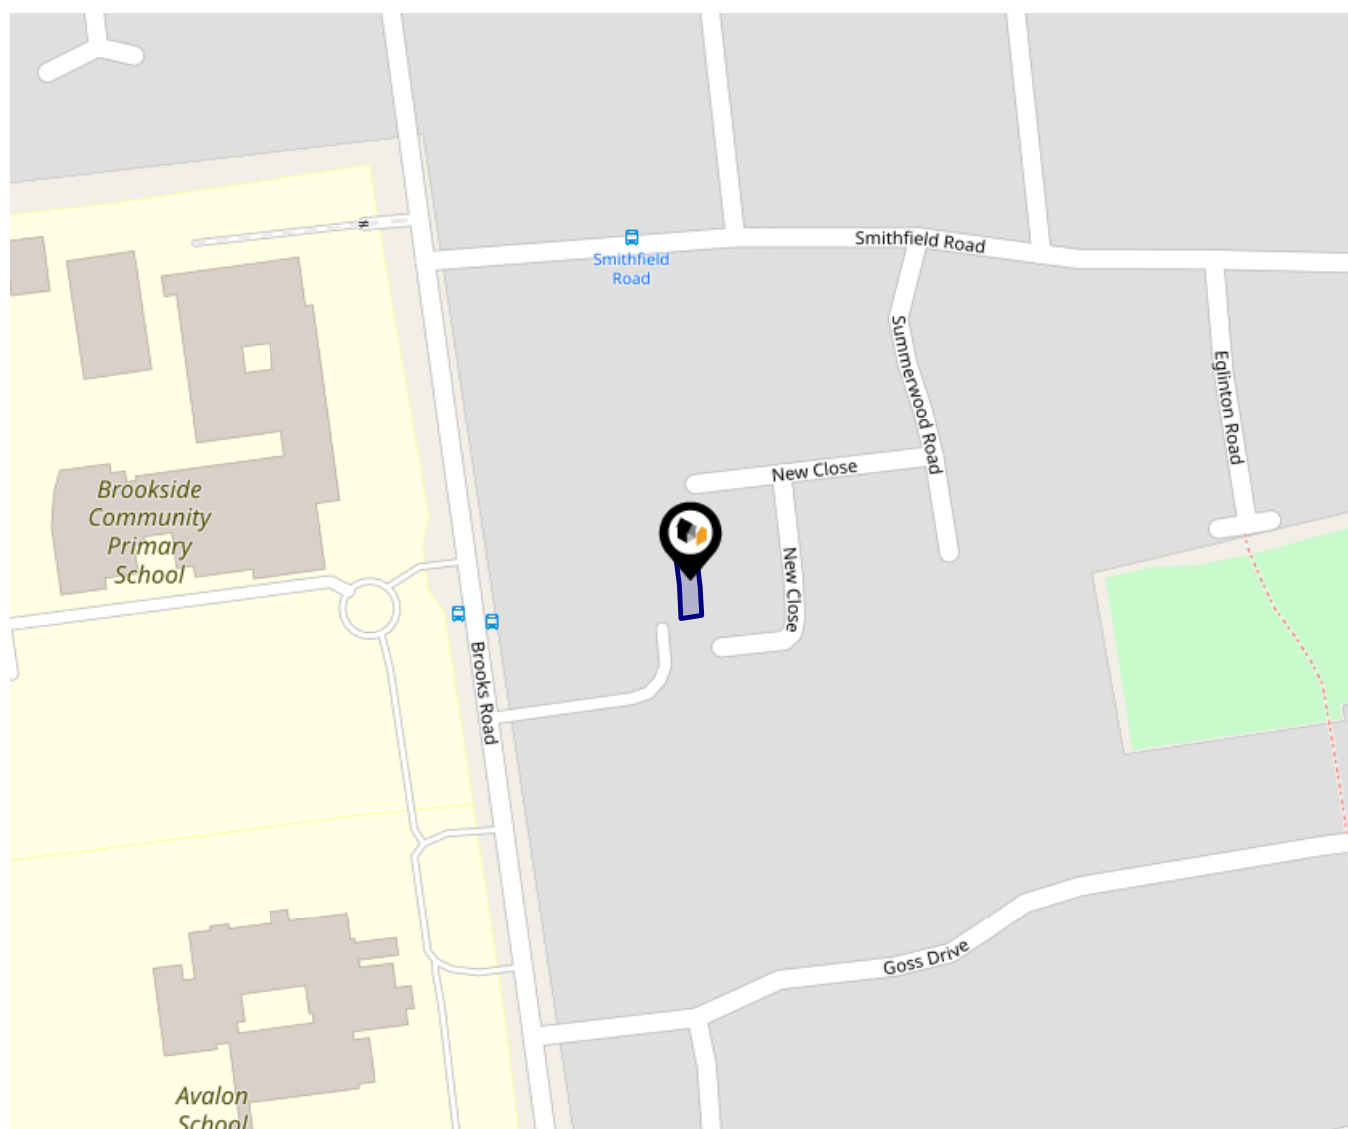 Smithfield Road
Smithfield
Road
Summerwood Road
Eglinton Road
New Close
Brookside
Community
Primary
School
New Close
Brooks Road
Goss Drive
Avalon
School